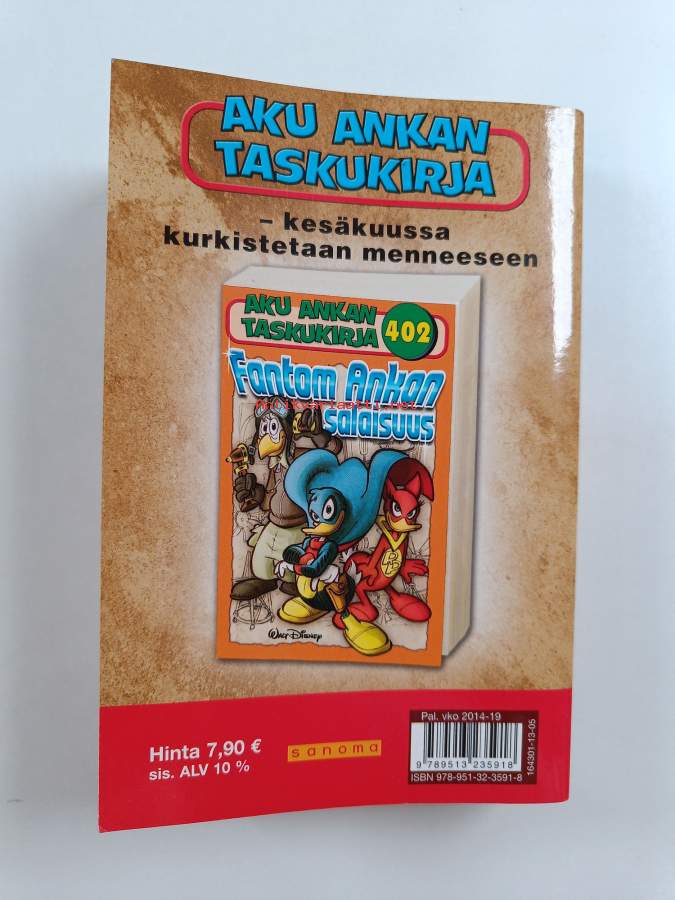 AKU ANKAN
TASKUKIRJA
– kesäkuussa
kurkistetaan menneeseen
AKU ANKAN
TASKUKIRJA
402
Fantom Ankan
salaisuus
Antikvariaatti.net
WALT DISNEY
Hinta 7,90 €
sis. ALV 10 %
sanoma
Pal. vko 2014-19
9 789513 235918
ISBN 978-951-32-3591-8
164301-13-05